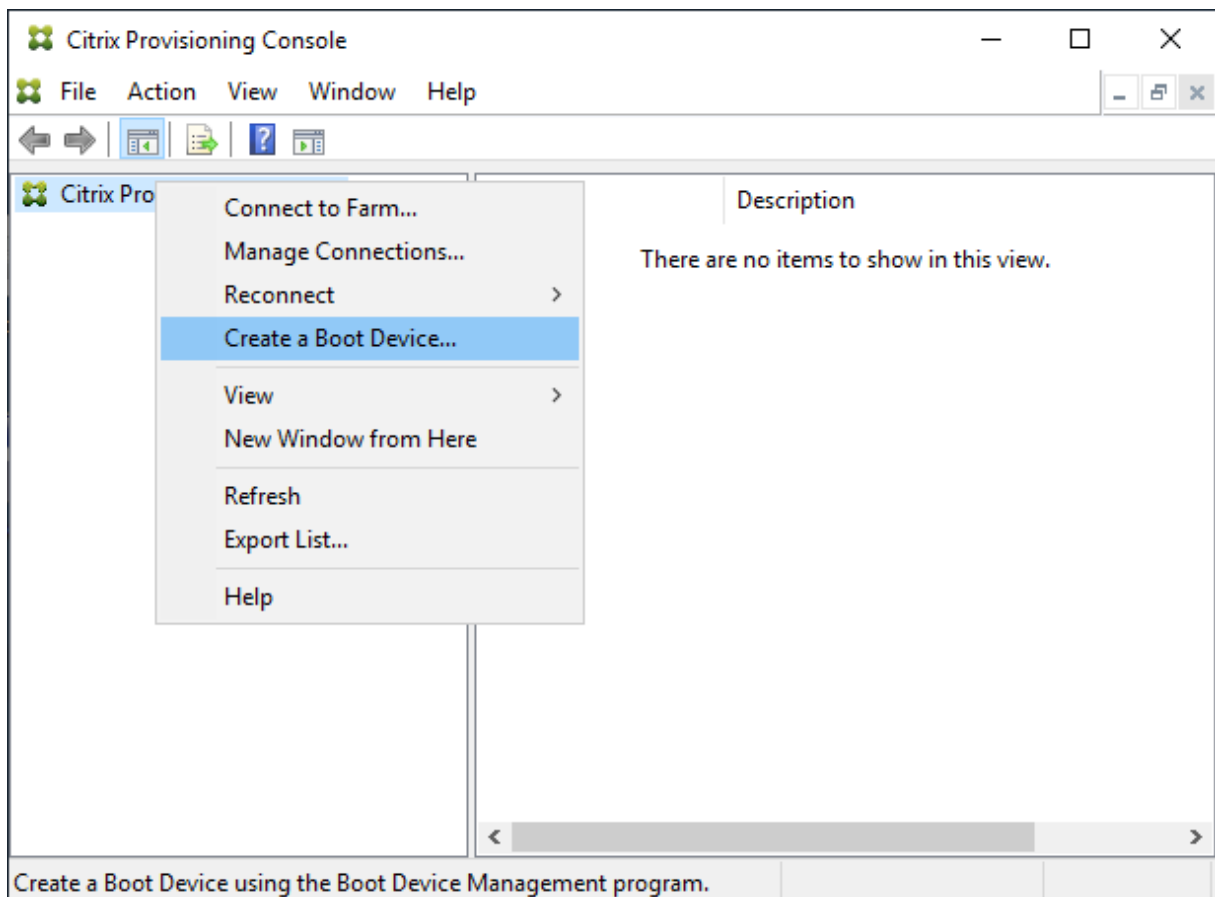 Citrix Provisioning Console
File Action View Window Help
Citrix Pro
Description
There are no items to show in this view.
Connect to Farm...
Manage Connections...
Reconnect
Create a Boot Device...
View
New Window from Here
Refresh
Export List...
Help
Create a Boot Device using the Boot Device Management program.